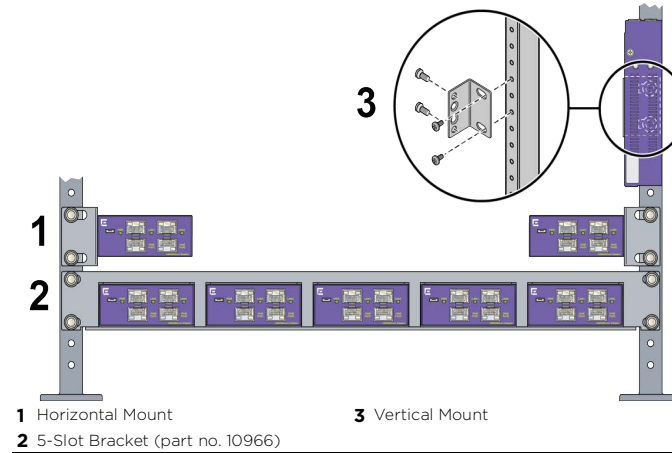 3
1
2
1 Horizontal Mount
3 Vertical Mount
2 5-Slot Bracket (part no. 10966)